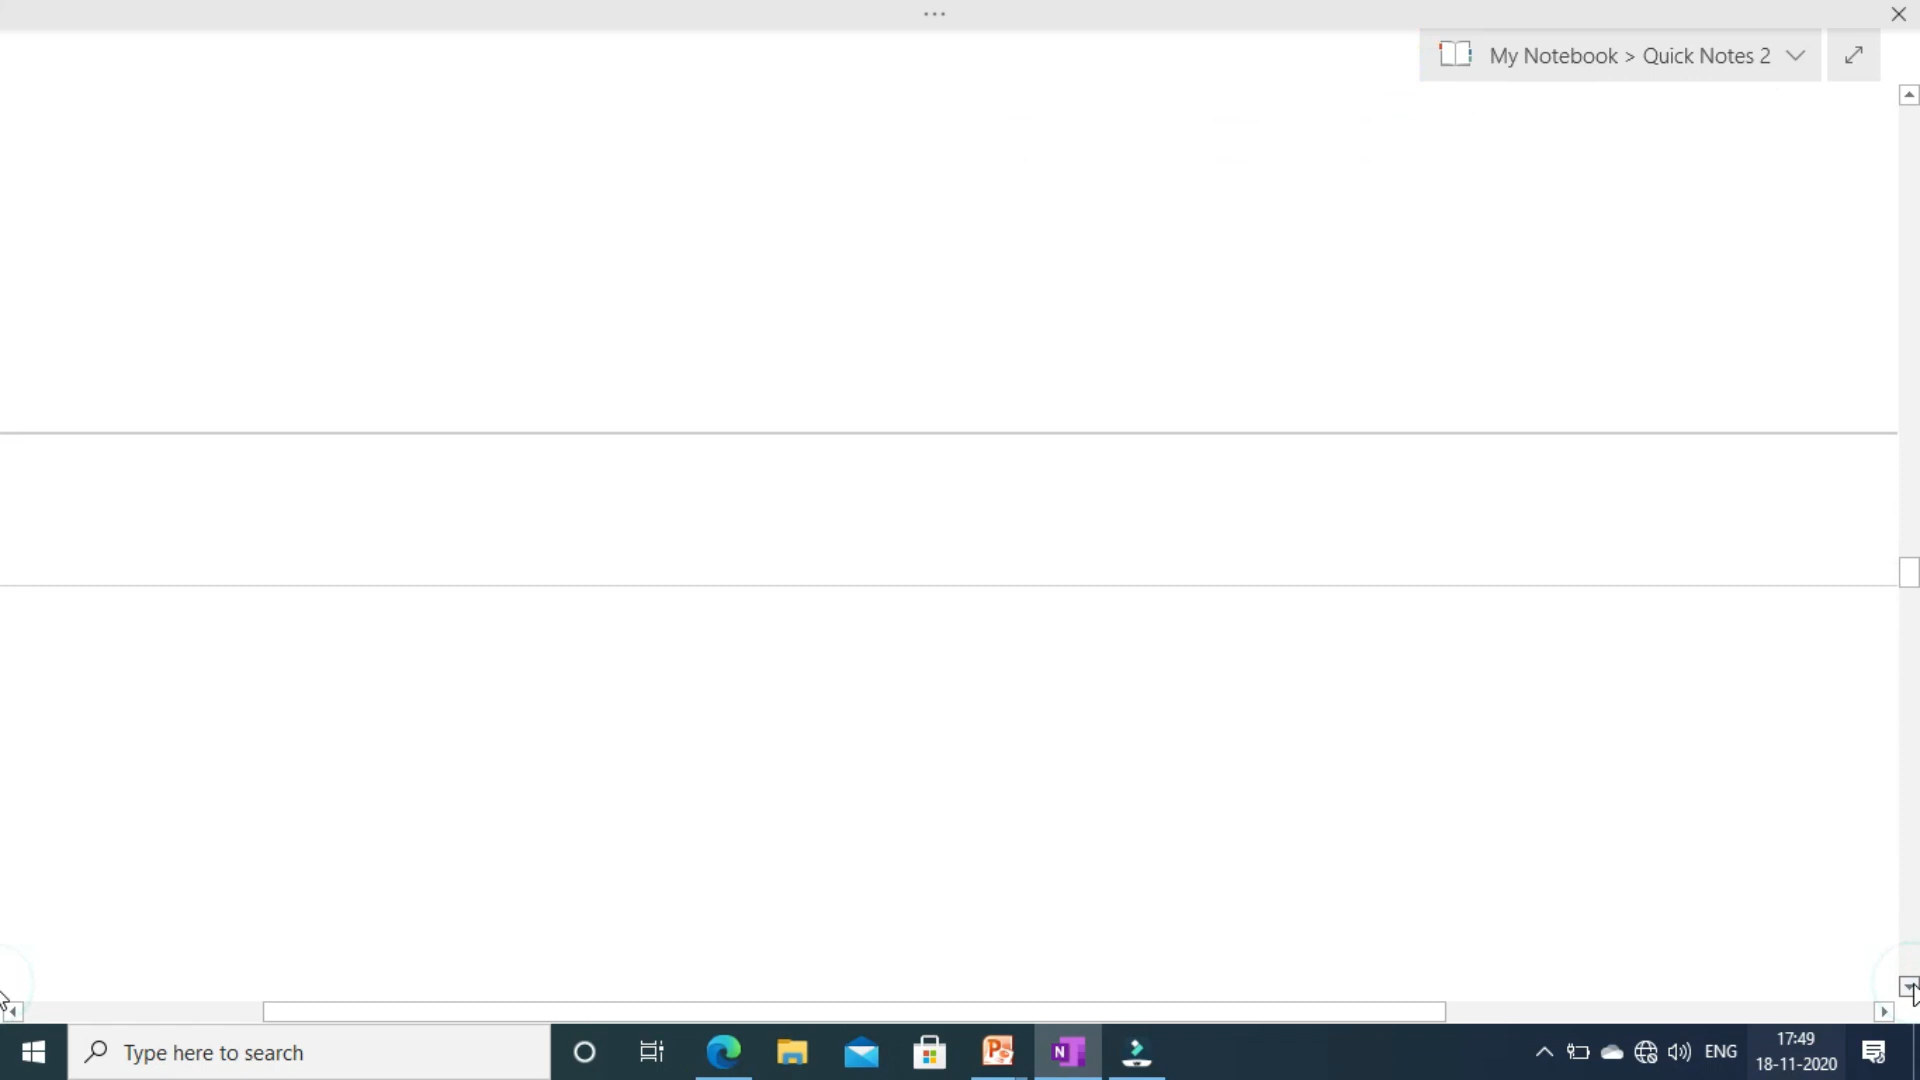 My Notebook > Quick Notes 2
Type here to search
ENG
17:49
18-11-2020